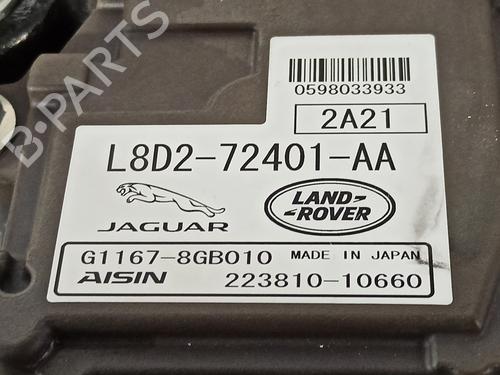 B-PARTS
0598033933
2A21
L8D2-72401-AA
JAGUAR
LAND-
ROVER
G1167-8GB010 MADE IN JAPAN
AISIN 223810-10660